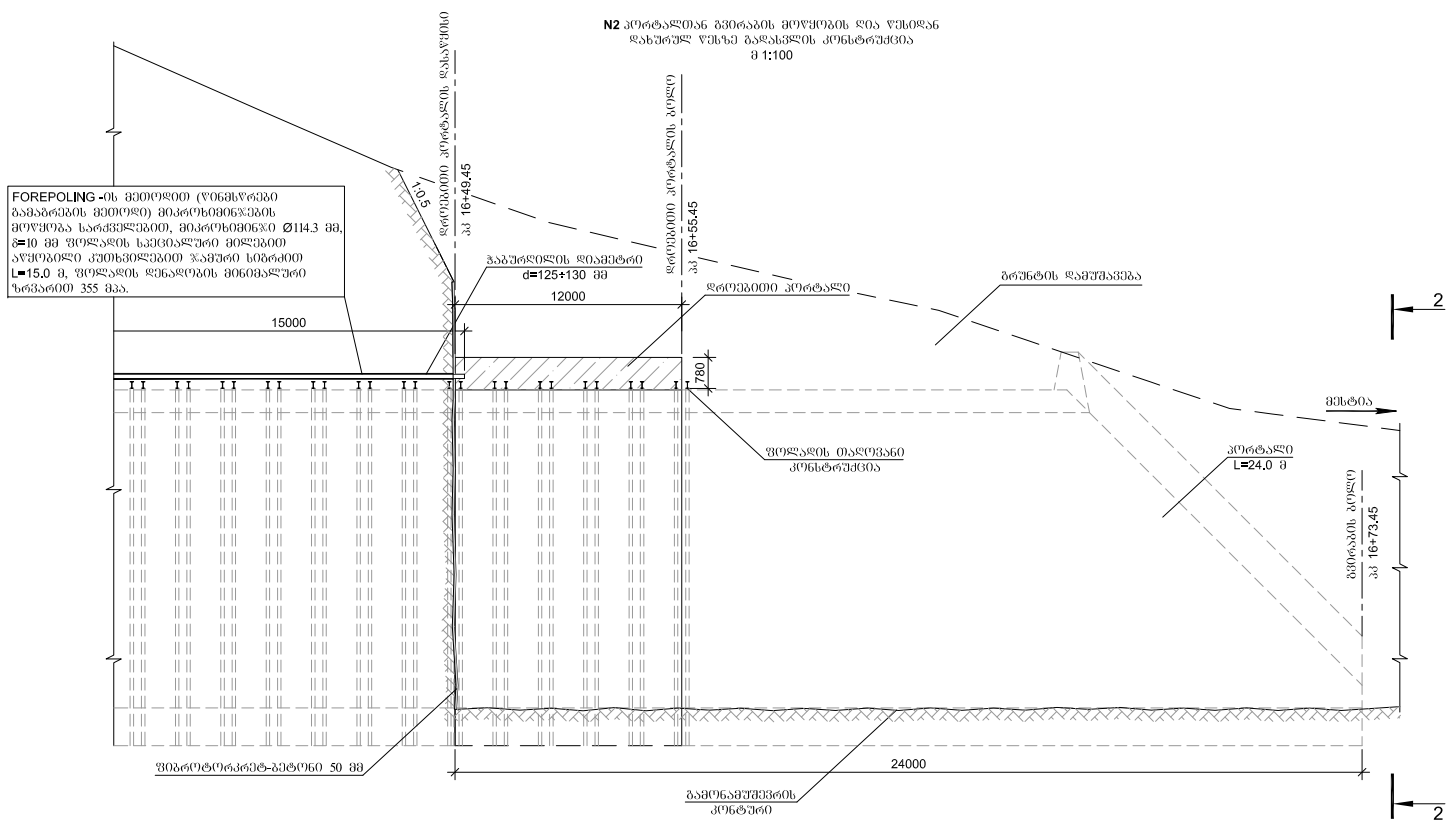 N2 პორტალთან გვირაბის მოწყობის ღია წესიდან
დახურულ წესზე გადასვლის კონსტრუქცია
მ 1:100
დროებითი პორტალის დასაწყისი
პკ 16+49.45
დროებითი პორტალის ბოლო
პკ 16+55.45
1:0.5
FOREPOLING -ის მეთოდით (წინმსწრები
გამაგრების მეთოდი) მიკროხიმინჯების
მოწყობა სარქველებით, მიკროხიმინჯი Ø114.3 მმ,
δ=10 მმ ფოლადის სპეციალური მილებით
აწყობილი კუთხვილებით ჯამური სიგრძით
L=15.0 მ, ფოლადის დენადობის მინიმალური
ზღვარით 355 მპა.
ჭაბურღილის დიამეტრი
d=125÷130 მმ
12000
დროებითი პორტალი
გრუნტის დამუშავება
2
15000
780
მესტია
ფოლადის თაღოვანი
კონსტრუქცია
პორტალი
L=24.0 მ
გვირაბის ბოლო
პკ 16+73.45
ფიბროტორკრეტ-ბეტონი 50 მმ
24000
გამონამუშევრის
კონტური
2